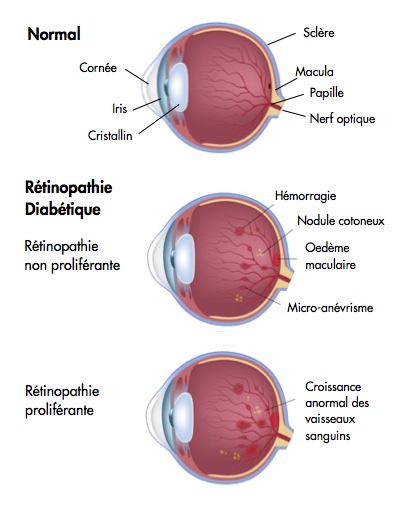 Normal
Sclère
Cornée
Macula
Papille
Iris
Nerf optique
Cristallin
Rétinopathie
Diabétique
Hémorragie
Nodule cotoneux
Rétinopathie
non proliférante
Oedème
maculaire
Micro-anévrisme
Rétinopathie
proliférante
Croissance
anormal des
vaisseaux
sanguins